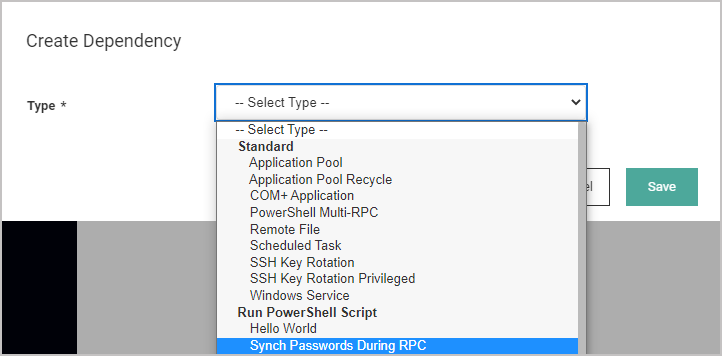 Create Dependency
Type *
-- Select Type --
-- Select Type --
Standard
Application Pool
Application Pool Recycle
COM+ Application
PowerShell Multi-RPC
Remote File
Scheduled Task
SSH Key Rotation
SSH Key Rotation Privileged
Windows Service
Run PowerShell Script
Hello World
Synch Passwords During RPC
Save